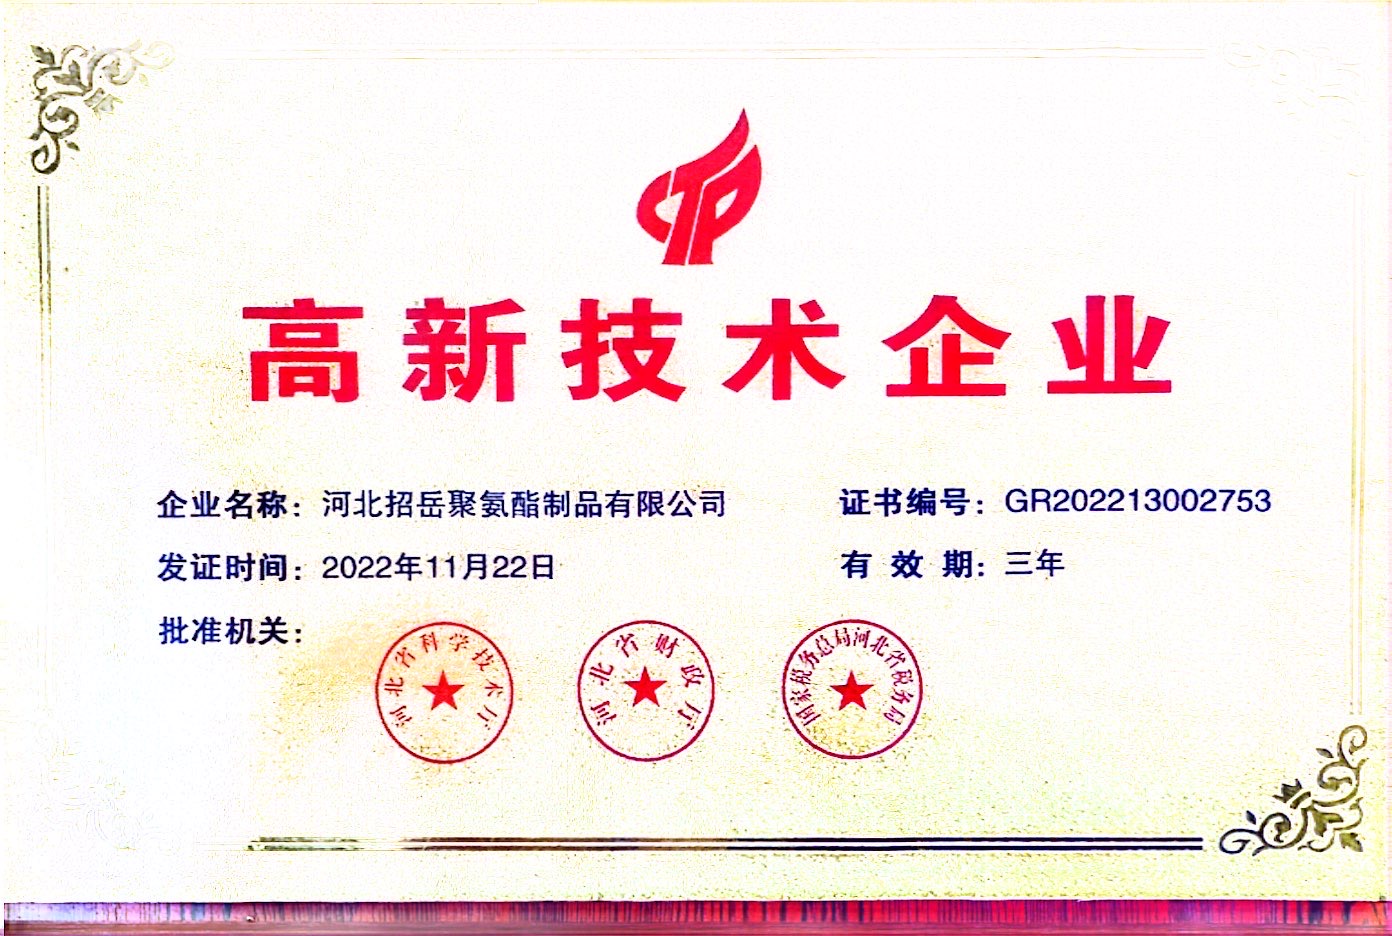 高新技术企业
企业名称：河北招岳聚氨酯制品有限公司
证书编号：GR202213002753
发证时间：2022年11月22日
有 效 期：三年
批准机关：
河北省科学技术厅
河北省财政厅
国家税务总局河北省税务局